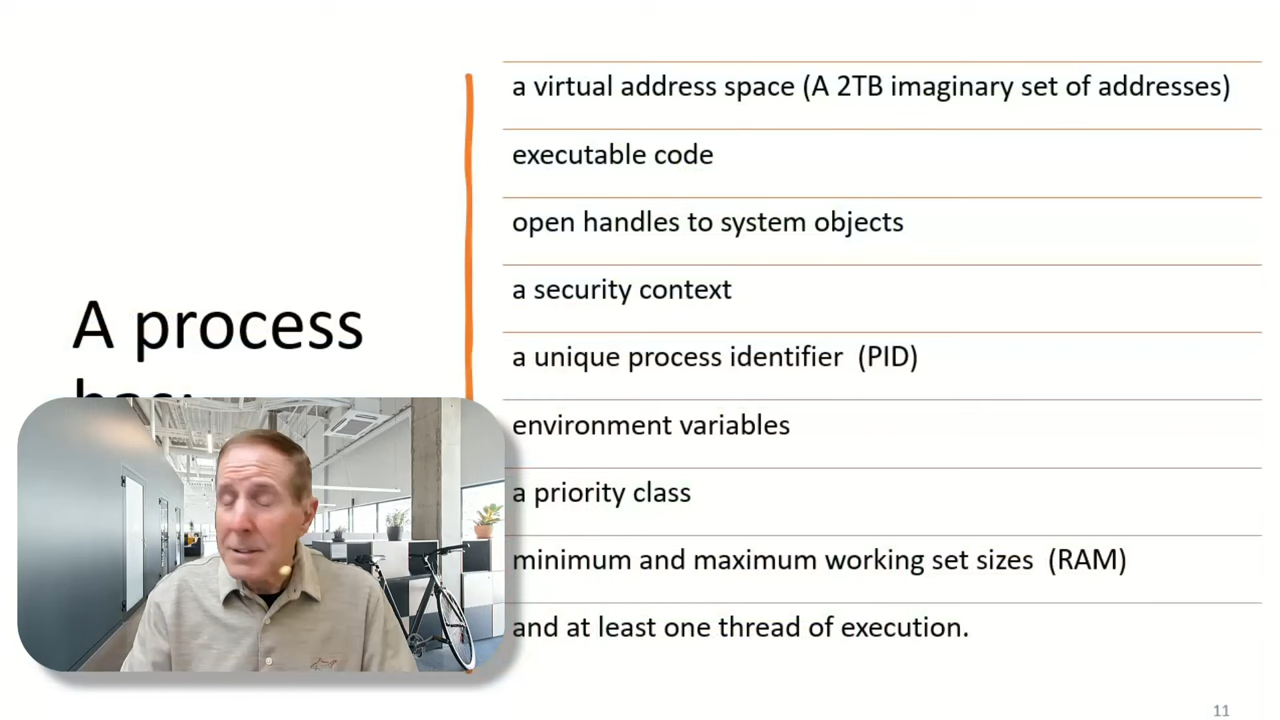 A process
has:
a virtual address space (A 2TB imaginary set of addresses)
executable code
open handles to system objects
a security context
a unique process identifier  (PID)
environment variables
a priority class
minimum and maximum working set sizes  (RAM)
and at least one thread of execution.
11